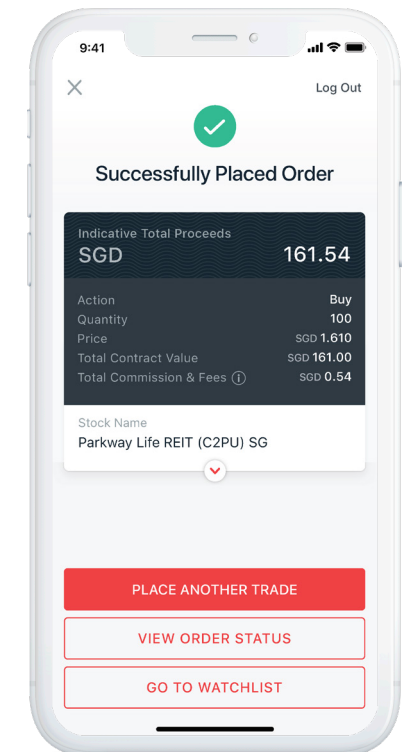 9:41
Log Out
Successfully Placed Order
Indicative Total Proceeds
SGD 161.54
Action Buy
Quantity 100
Price SGD 1.610
Total Contract Value SGD 161.00
Total Commission & Fees SGD 0.54
Stock Name
Parkway Life REIT (C2PU) SG
PLACE ANOTHER TRADE
VIEW ORDER STATUS
GO TO WATCHLIST